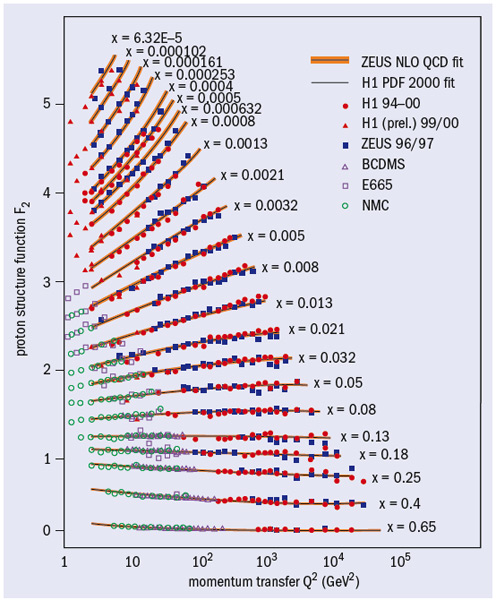 x = 6.32E–5
x = 0.000102
x = 0.000161
x = 0.000253
x = 0.0004
x = 0.0005
x = 0.000632
x = 0.0008
x = 0.0013
x = 0.0021
x = 0.0032
x = 0.005
x = 0.008
x = 0.013
x = 0.021
x = 0.032
x = 0.05
x = 0.08
x = 0.13
x = 0.18
x = 0.25
x = 0.4
x = 0.65
ZEUS NLO QCD fit
H1 PDF 2000 fit
H1 94–00
H1 (prel.) 99/00
ZEUS 96/97
BCDMS
E665
NMC
proton structure function F₂
5
4
3
2
1
0
1 10 10² 10³ 10⁴ 10⁵
momentum transfer Q² (GeV²)